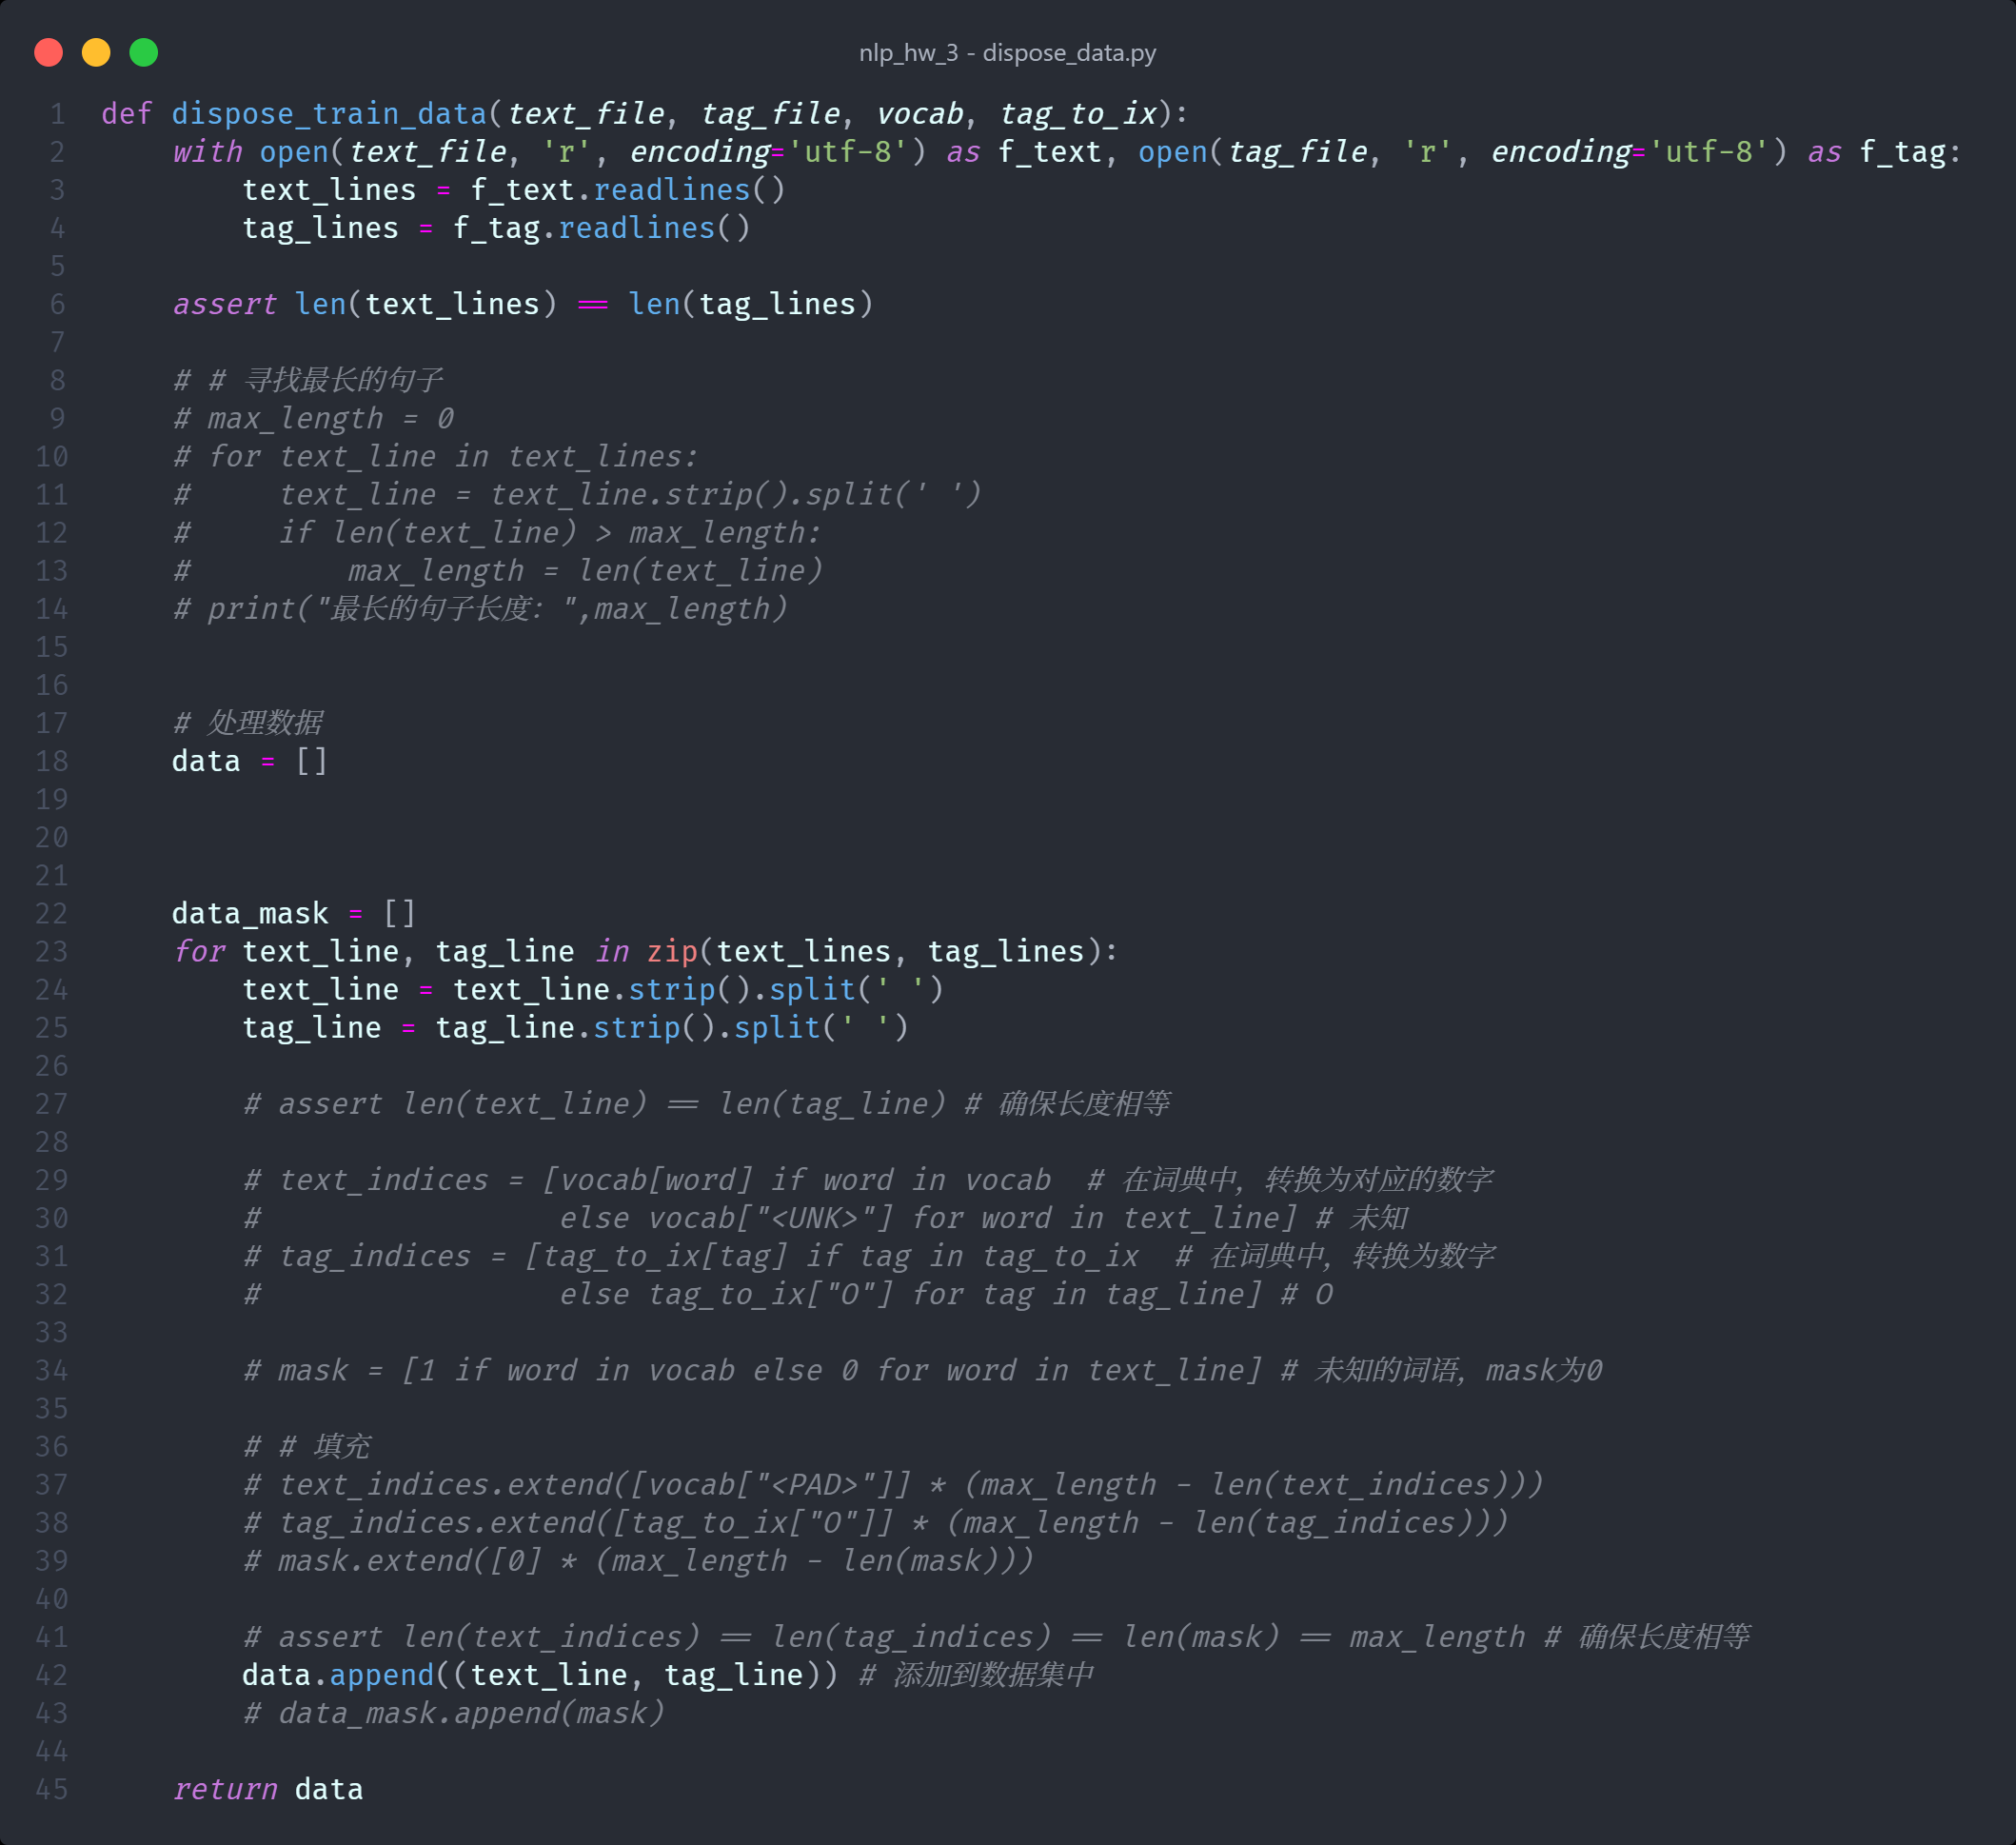 nlp_hw_3 - dispose_data.py
1 def dispose_train_data(text_file, tag_file, vocab, tag_to_ix):
2     with open(text_file, 'r', encoding='utf-8') as f_text, open(tag_file, 'r', encoding='utf-8') as f_tag:
3         text_lines = f_text.readlines()
4         tag_lines = f_tag.readlines()
5
6     assert len(text_lines) == len(tag_lines)
7
8     # # 寻找最长的句子
9     # max_length = 0
10     # for text_line in text_lines:
11     #     text_line = text_line.strip().split(' ')
12     #     if len(text_line) > max_length:
13     #         max_length = len(text_line)
14     # print("最长的句子长度：",max_length)
15
16
17     # 处理数据
18     data = []
19
20
21
22     data_mask = []
23     for text_line, tag_line in zip(text_lines, tag_lines):
24         text_line = text_line.strip().split(' ')
25         tag_line = tag_line.strip().split(' ')
26
27         # assert len(text_line) == len(tag_line) # 确保长度相等
28
29         # text_indices = [vocab[word] if word in vocab  # 在词典中，转换为对应的数字
30         #                 else vocab["<UNK>"] for word in text_line] # 未知
31         # tag_indices = [tag_to_ix[tag] if tag in tag_to_ix  # 在词典中，转换为数字
32         #                 else tag_to_ix["O"] for tag in tag_line] # O
33
34         # mask = [1 if word in vocab else 0 for word in text_line] # 未知的词语，mask为0
35
36         # # 填充
37         # text_indices.extend([vocab["<PAD>"]] * (max_length - len(text_indices)))
38         # tag_indices.extend([tag_to_ix["O"]] * (max_length - len(tag_indices)))
39         # mask.extend([0] * (max_length - len(mask)))
40
41         # assert len(text_indices) == len(tag_indices) == len(mask) == max_length # 确保长度相等
42         data.append((text_line, tag_line)) # 添加到数据集中
43         # data_mask.append(mask)
44
45     return data